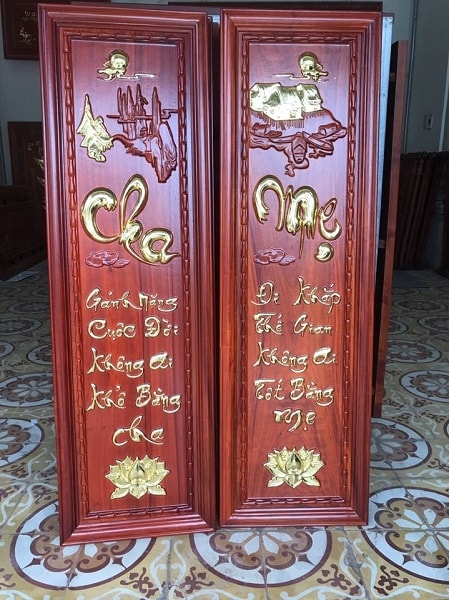 Cha
Gánh Nặng
Cuộc Đời
Không Ai
Khổ Bằng
Cha
Mẹ
Đi Khắp
Thế Gian
Không Ai
Tốt Bằng
Mẹ